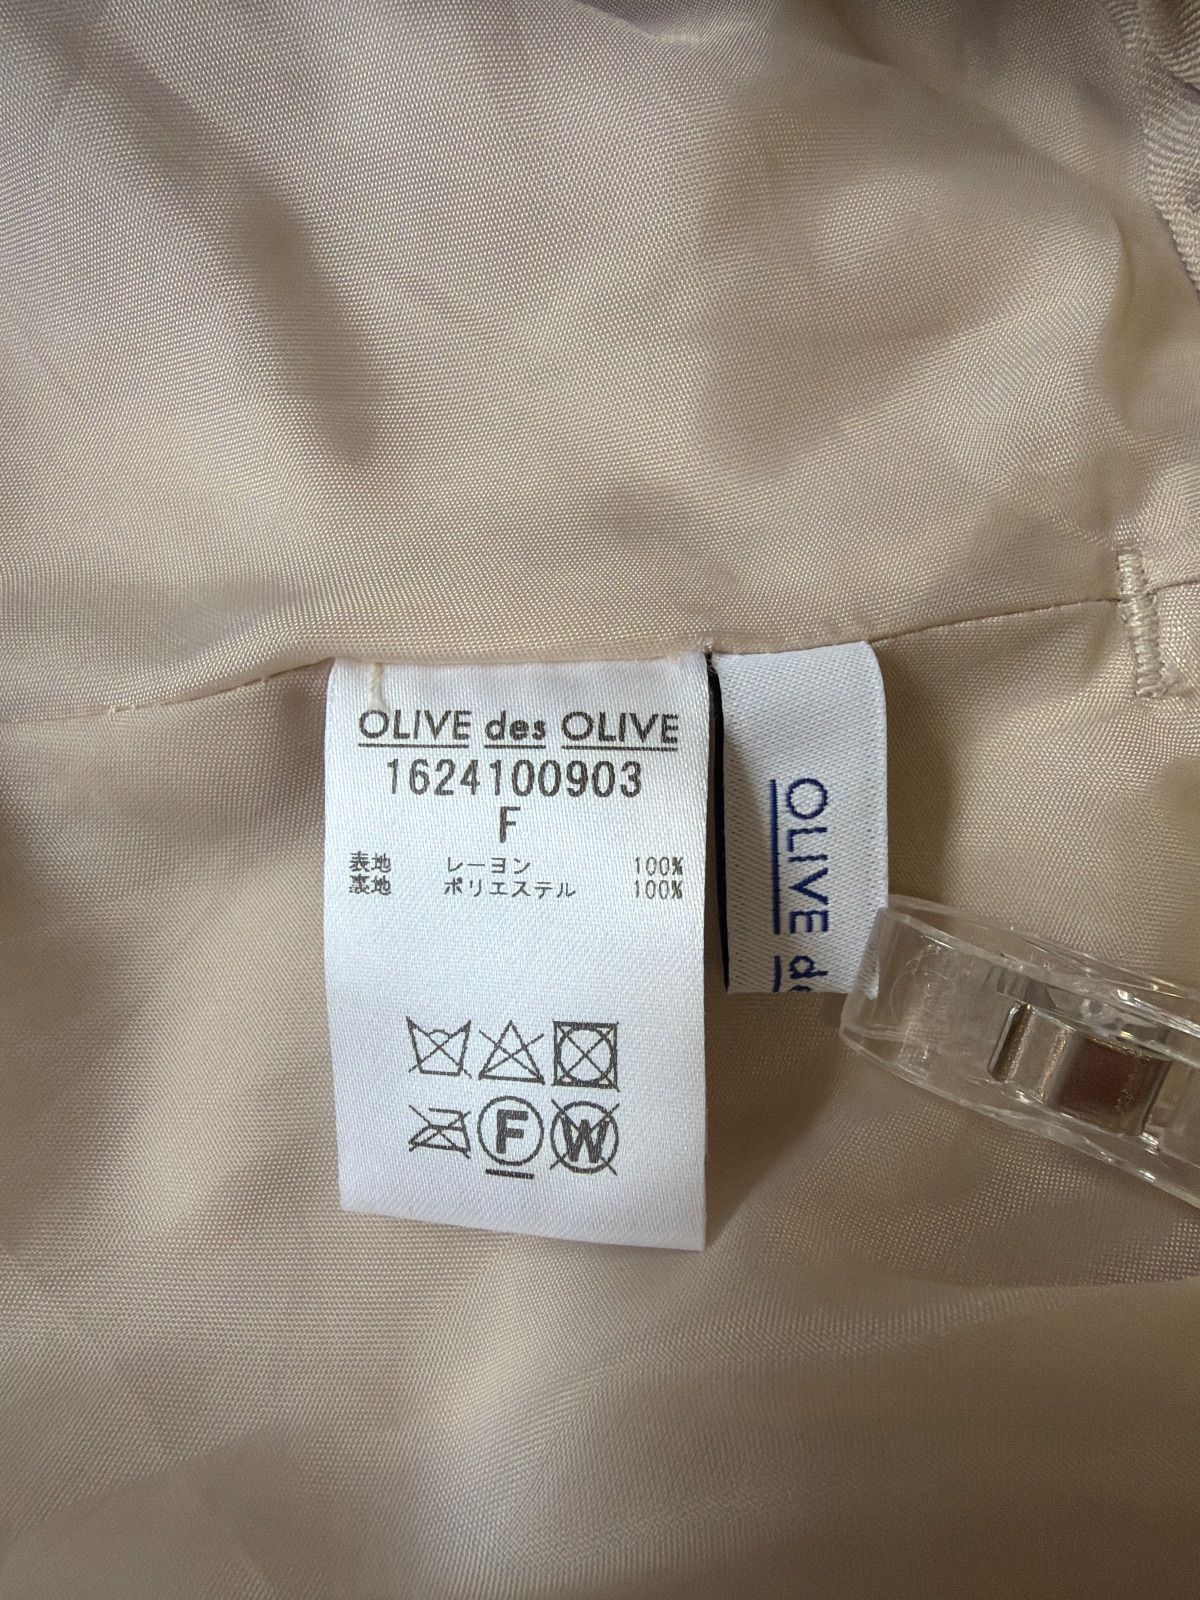 OLIVE des OLIVE
1624100903
F
表地 レーヨン 100%
裏地 ポリエステル 100%
F W
OLIVE de